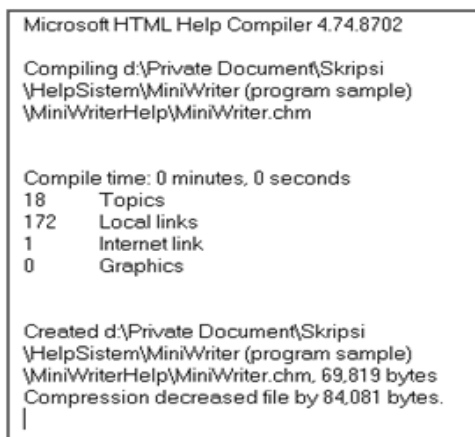 Microsoft HTML Help Compiler 4.74.8702
Compiling d:\Private Document\Skripsi
\HelpSistem\MiniWriter (program sample)
\MiniWriterHelp\MiniWriter.chm
Compile time: 0 minutes, 0 seconds
18 Topics
172 Local links
1 Internet link
0 Graphics
Created d:\Private Document\Skripsi
\HelpSistem\MiniWriter (program sample)
\MiniWriterHelp\MiniWriter.chm, 69,819 bytes
Compression decreased file by 84,081 bytes.